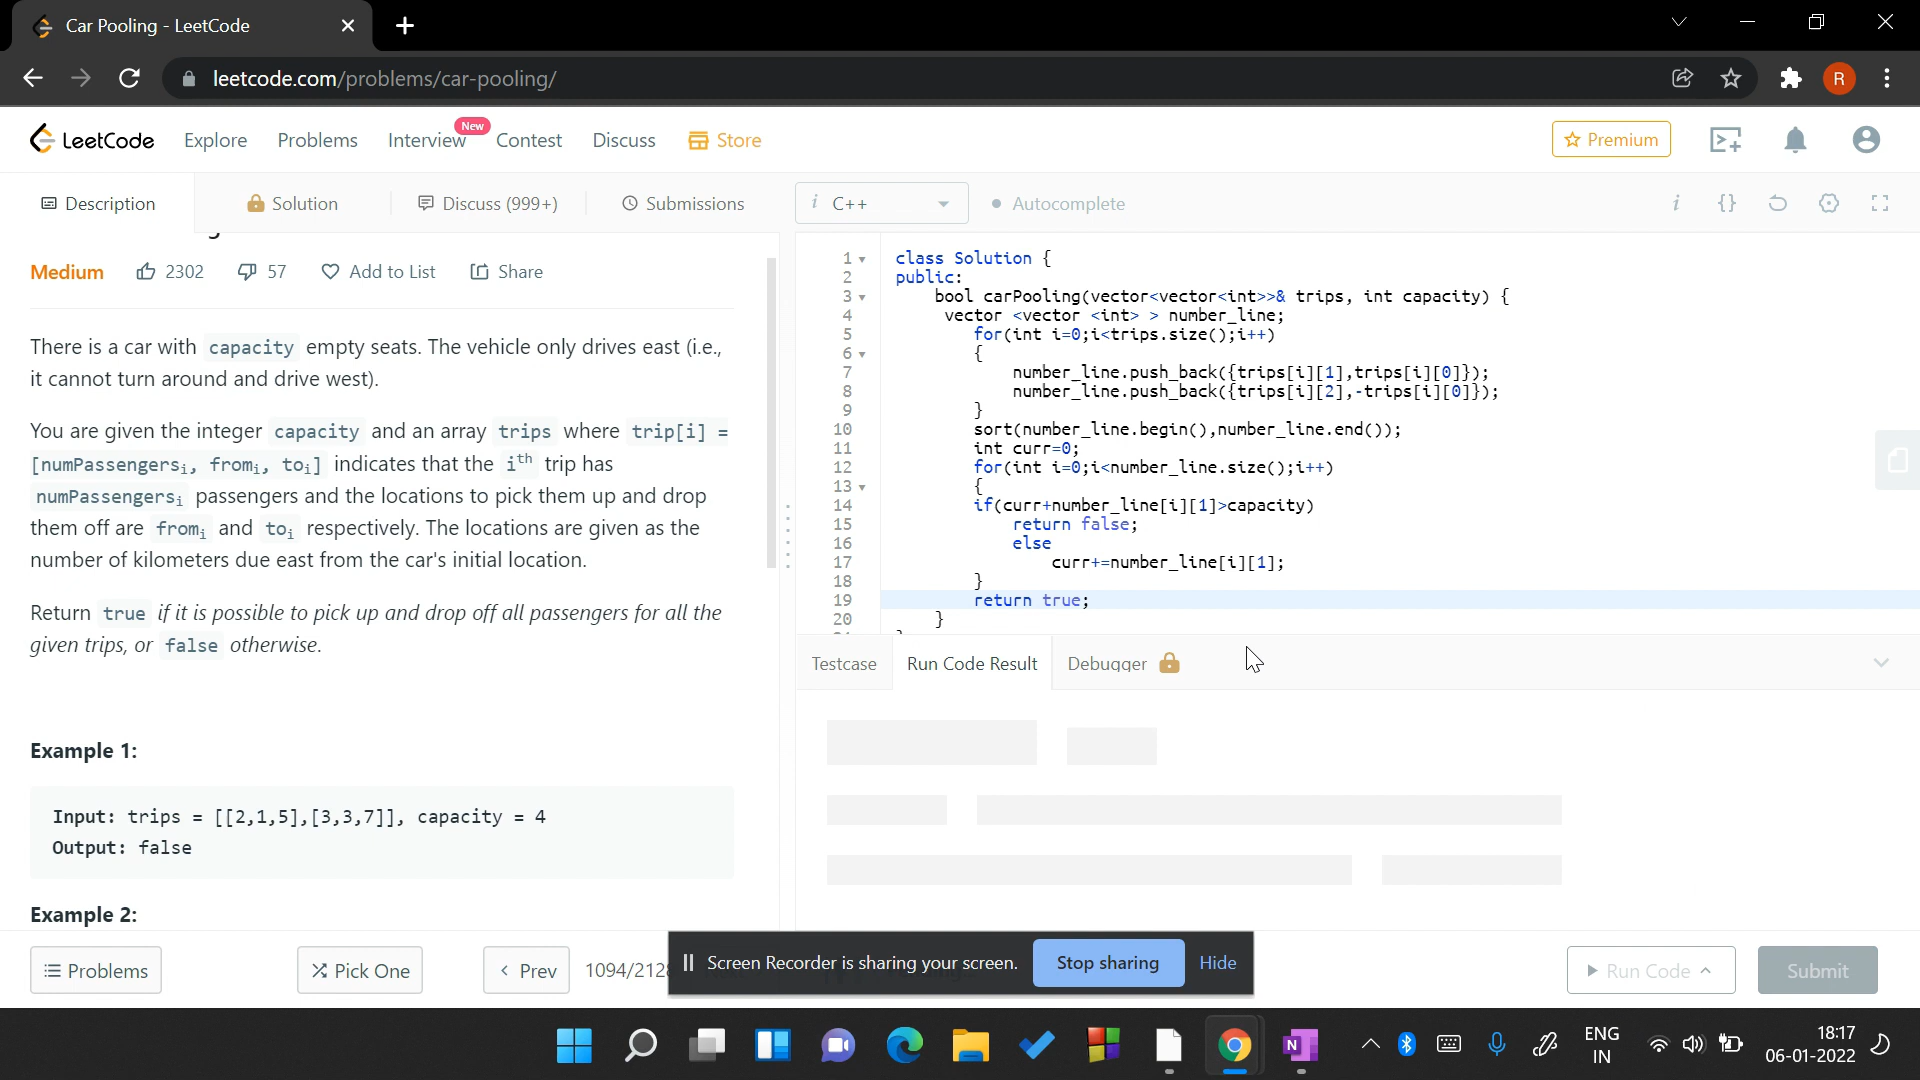 Car Pooling - LeetCode
leetcode.com/problems/car-pooling/
R
LeetCode Explore Problems Interview New Contest Discuss Store Premium
Description Solution Discuss (999+) Submissions i C++ Autocomplete i {}
Medium 2302 57 Add to List Share
There is a car with capacity empty seats. The vehicle only drives east (i.e.,
it cannot turn around and drive west).
You are given the integer capacity and an array trips where trip[i] =
[numPassengersi, fromi, toi] indicates that the ith trip has
numPassengersi passengers and the locations to pick them up and drop
them off are fromi and toi respectively. The locations are given as the
number of kilometers due east from the car's initial location.
Return true if it is possible to pick up and drop off all passengers for all the
given trips, or false otherwise.
Example 1:
Input: trips = [[2,1,5],[3,3,7]], capacity = 4
Output: false
Example 2:
1 class Solution {
2 public:
3 bool carPooling(vector<vector<int>>& trips, int capacity) {
4 vector <vector <int> > number_line;
5 for(int i=0;i<trips.size();i++)
6 {
7 number_line.push_back({trips[i][1],trips[i][0]});
8 number_line.push_back({trips[i][2],-trips[i][0]});
9 }
10 sort(number_line.begin(),number_line.end());
11 int curr=0;
12 for(int i=0;i<number_line.size();i++)
13 {
14 if(curr+number_line[i][1]>capacity)
15 return false;
16 else
17 curr+=number_line[i][1];
18 }
19 return true;
20 }
Testcase Run Code Result Debugger
Problems Pick One Prev 1094/212
Screen Recorder is sharing your screen. Stop sharing Hide
Run Code Submit
N
ENG
IN
18:17
06-01-2022